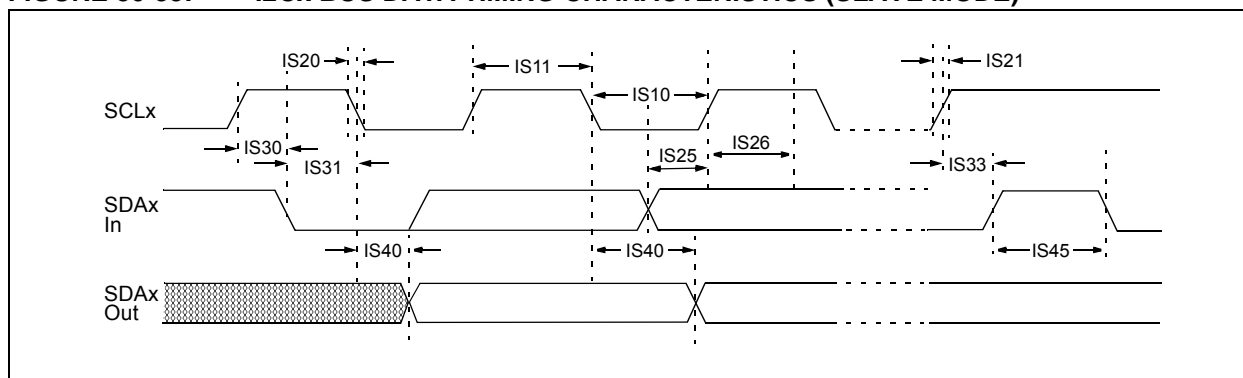 IS20
IS11
IS21
IS10
SCLx
IS30
IS31
IS25
IS26
IS33
SDAx
In
IS40
IS40
IS45
SDAx
Out